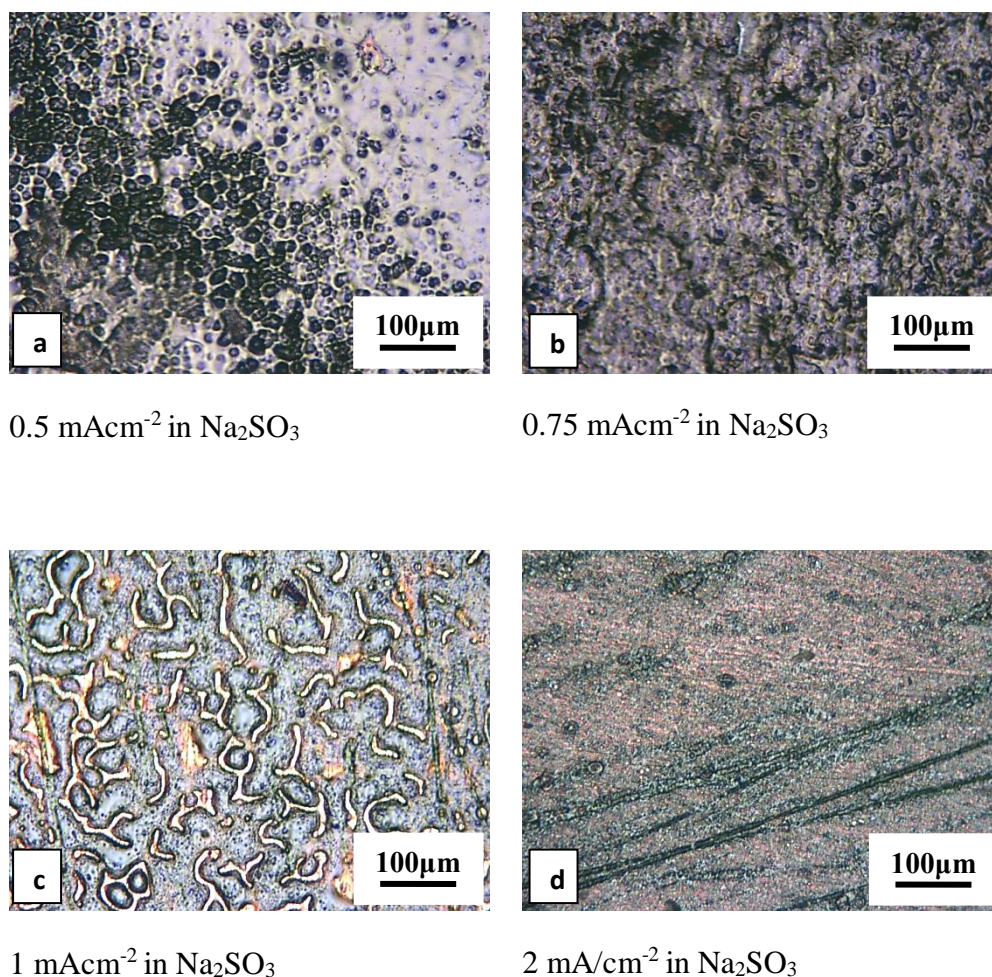 a
100μm
b
100μm
0.5 mAcm⁻² in Na₂SO₃
0.75 mAcm⁻² in Na₂SO₃
c
100μm
d
100μm
1 mAcm⁻² in Na₂SO₃
2 mA/cm⁻² in Na₂SO₃